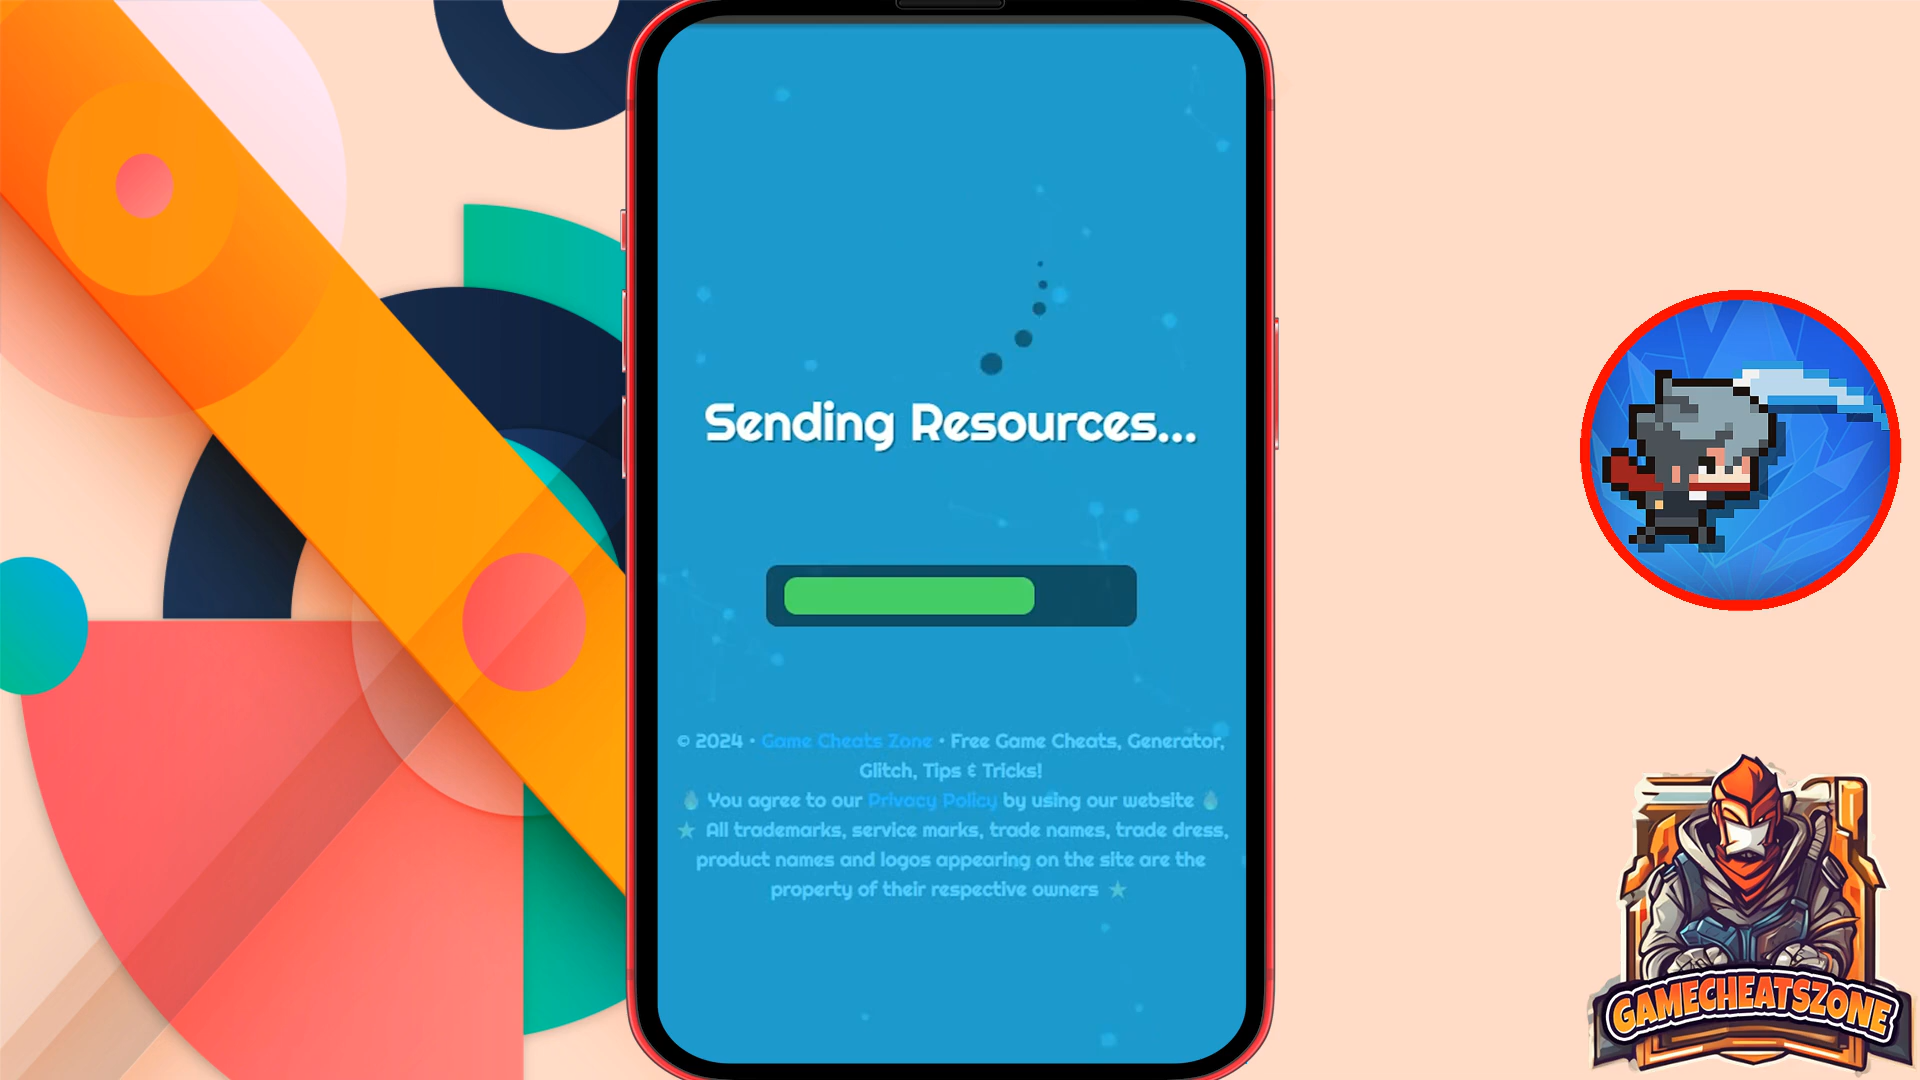 Sending Resources...
© 2024 • Game Cheats Zone • Free Game Cheats, Generator,
Glitch, Tips & Tricks!
You agree to our Privacy Policy by using our website
★ All trademarks, service marks, trade names, trade dress,
product names and logos appearing on the site are the
property of their respective owners ★
GAMECHEATSZONE